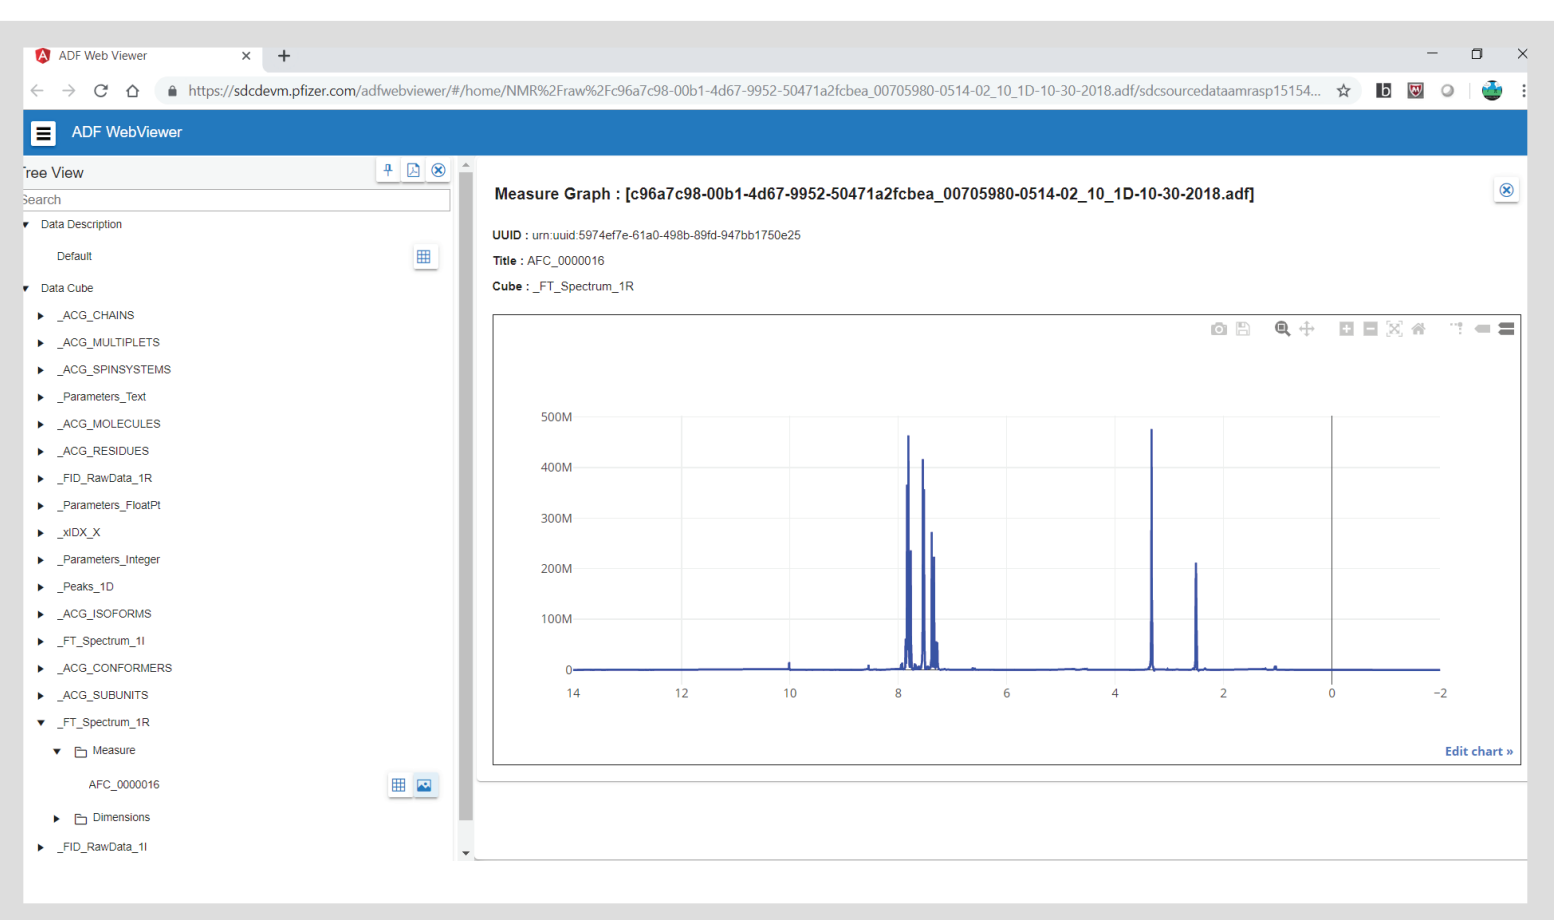 ADF Web Viewer
https://sdcdevm.pfizer.com/adfwebviewer/#/home/NMR%2Fraw%2Fc96a7c98-00b1-4d67-9952-50471a2fcbea_00705980-0514-02_10_1D-10-30-2018.adf/sdcsourcedataamrasp15154...
ADF WebViewer
Tree View
Search
Data Description
Default
Data Cube
_ACG_CHAINS
_ACG_MULTIPLETS
_ACG_SPINSYSTEMS
_Parameters_Text
_ACG_MOLECULES
_ACG_RESIDUES
_FID_RawData_1R
_Parameters_FloatPt
_xIDX_X
_Parameters_Integer
_Peaks_1D
_ACG_ISOFORMS
_FT_Spectrum_1I
_ACG_CONFORMERS
_ACG_SUBUNITS
_FT_Spectrum_1R
Measure
AFC_0000016
Dimensions
_FID_RawData_1I
Measure Graph : [c96a7c98-00b1-4d67-9952-50471a2fcbea_00705980-0514-02_10_1D-10-30-2018.adf]
UUID : urn:uuid:5974ef7e-61a0-498b-89fd-947bb1750e25
Title : AFC_0000016
Cube : _FT_Spectrum_1R
500M
400M
300M
200M
100M
0
14 12 10 8 6 4 2 0 −2
Edit chart »